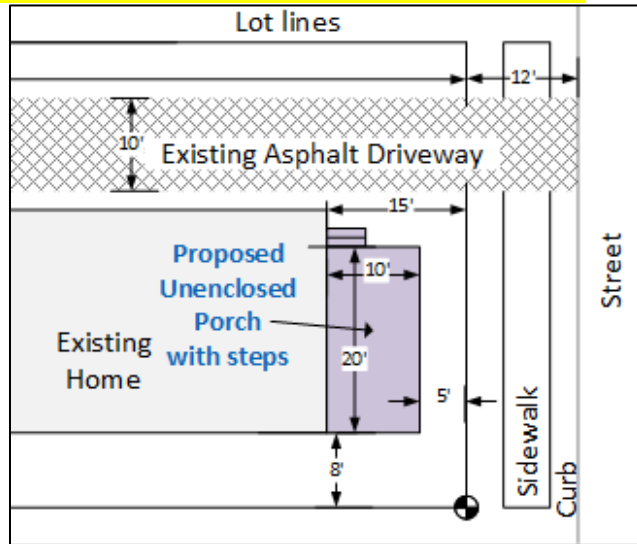 Lot lines
12'
10'
Existing Asphalt Driveway
15'
Proposed
Unenclosed
Porch
with steps
10'
Existing
Home
20'
5'
8'
Sidewalk
Curb
Street